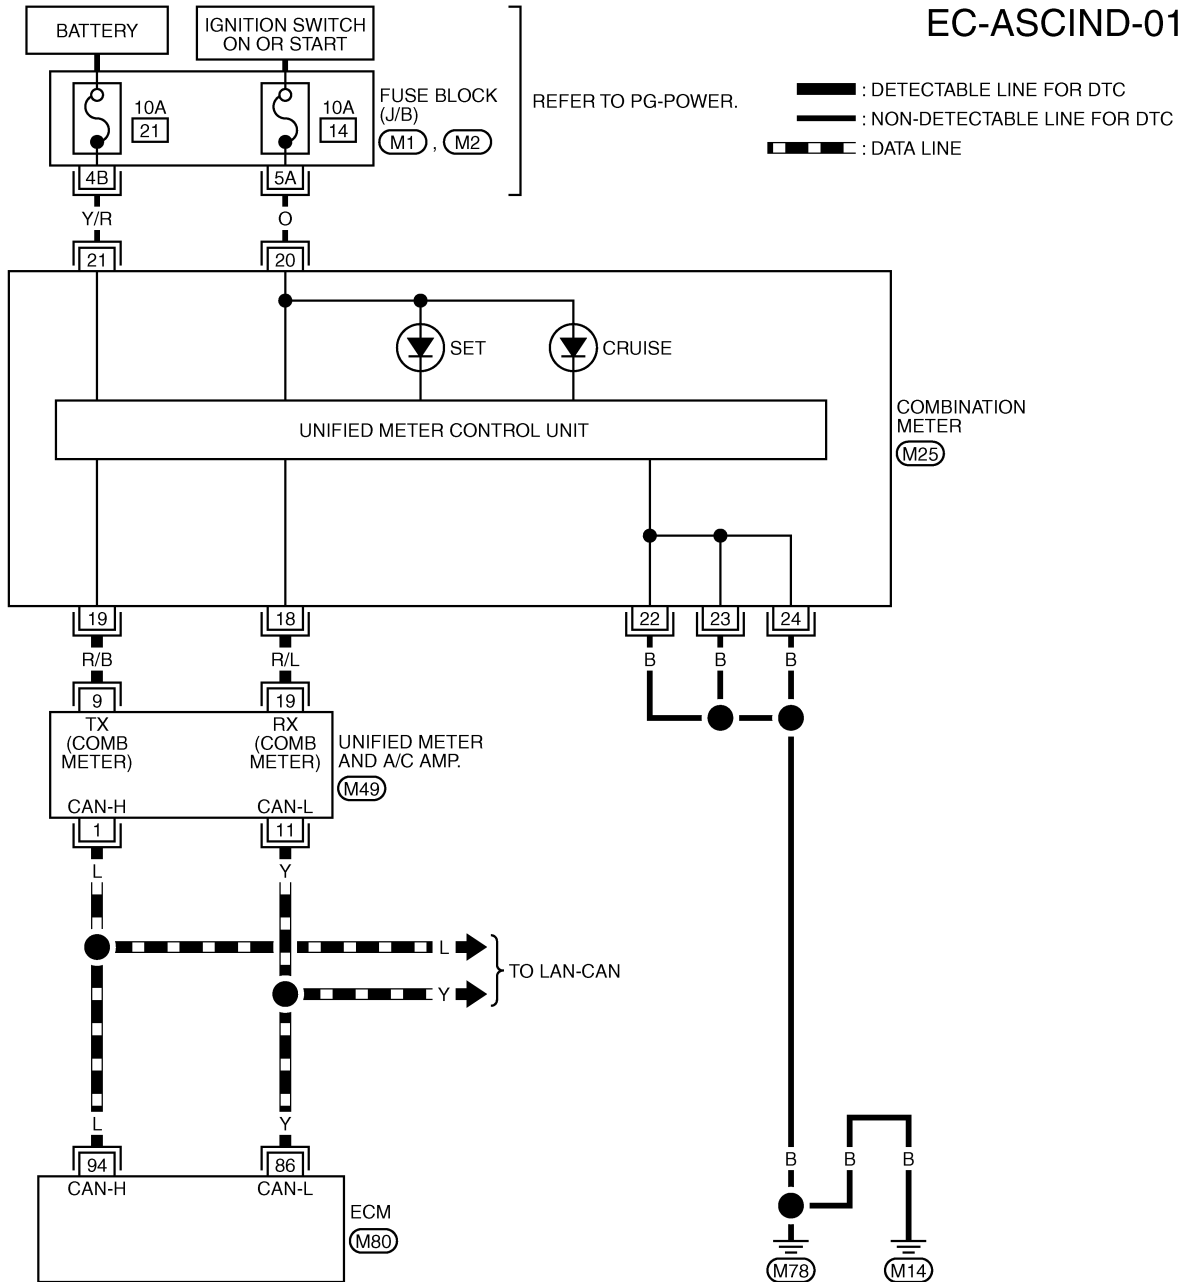 EC-ASCIND-01
BATTERY
IGNITION SWITCH
ON OR START
: DETECTABLE LINE FOR DTC
: NON-DETECTABLE LINE FOR DTC
: DATA LINE
10A
21
10A
14
FUSE BLOCK
(J/B)
M1 , M2
REFER TO PG-POWER.
4B
5A
Y/R
O
21
20
SET
CRUISE
UNIFIED METER CONTROL UNIT
COMBINATION
METER
M25
19
18
22
23
24
R/B
R/L
B
B
B
9
19
TX
(COMB
METER)
RX
(COMB
METER)
UNIFIED METER
AND A/C AMP.
M49
CAN-H
CAN-L
1
11
L
Y
L
Y
TO LAN-CAN
L
Y
94
86
CAN-H
CAN-L
ECM
M80
B
B
B
M78
M14